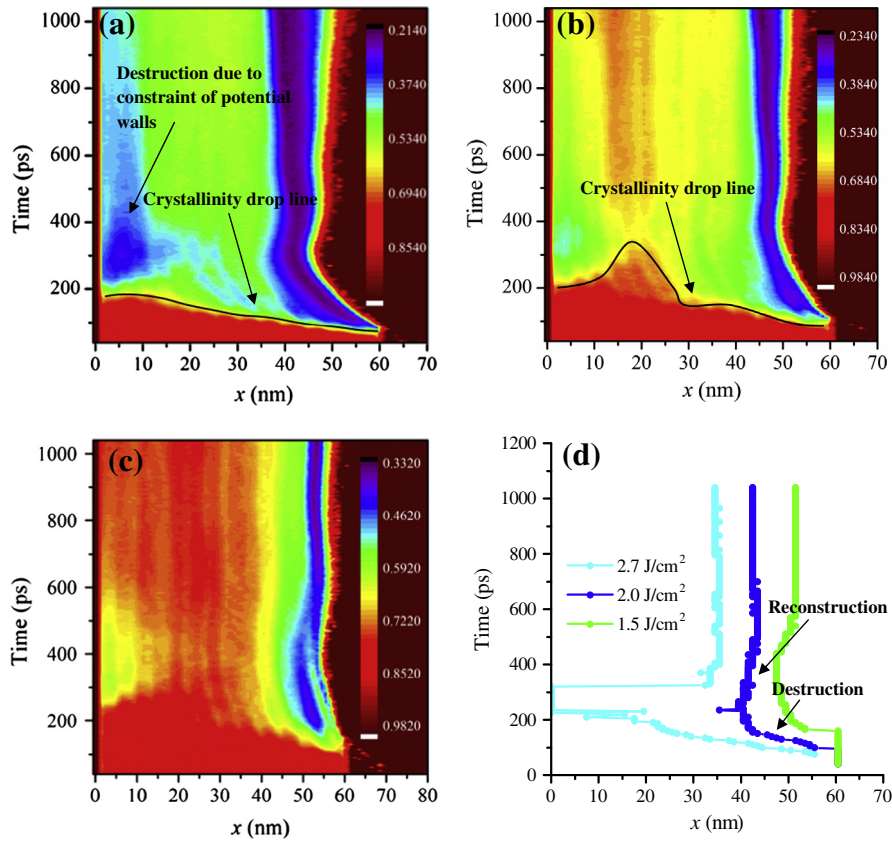 (a)
Destruction due to
constraint of potential
walls
Crystallinity drop line
0.2140
0.3740
0.5340
0.6940
0.8540
1000
800
600
400
200
Time (ps)
0 10 20 30 40 50 60 70
x (nm)
(b)
Crystallinity drop line
0.2340
0.3840
0.5340
0.6840
0.8340
0.9840
1000
800
600
400
200
Time (ps)
0 10 20 30 40 50 60 70
x (nm)
(c)
0.3320
0.4620
0.5920
0.7220
0.8520
0.9820
1000
800
600
400
200
Time (ps)
0 10 20 30 40 50 60 70 80
x (nm)
(d)
2.7 J/cm²
2.0 J/cm²
1.5 J/cm²
Reconstruction
Destruction
1200
1000
800
600
400
200
0
Time (ps)
0 10 20 30 40 50 60 70
x (nm)